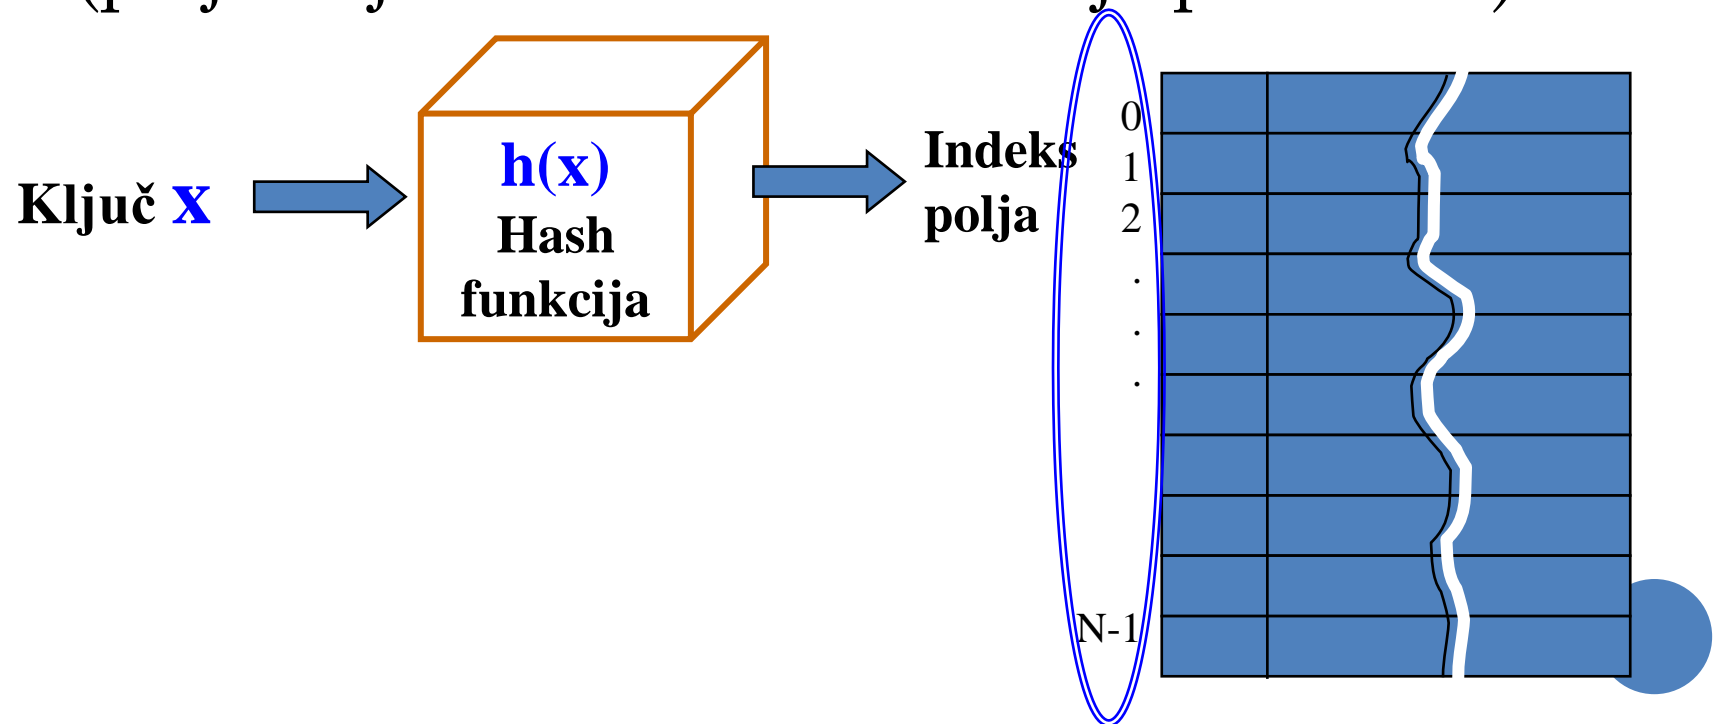 Ključ x
h(x)
Hash
funkcija
Indeks
polja
0
1
2
.
.
.
N-1